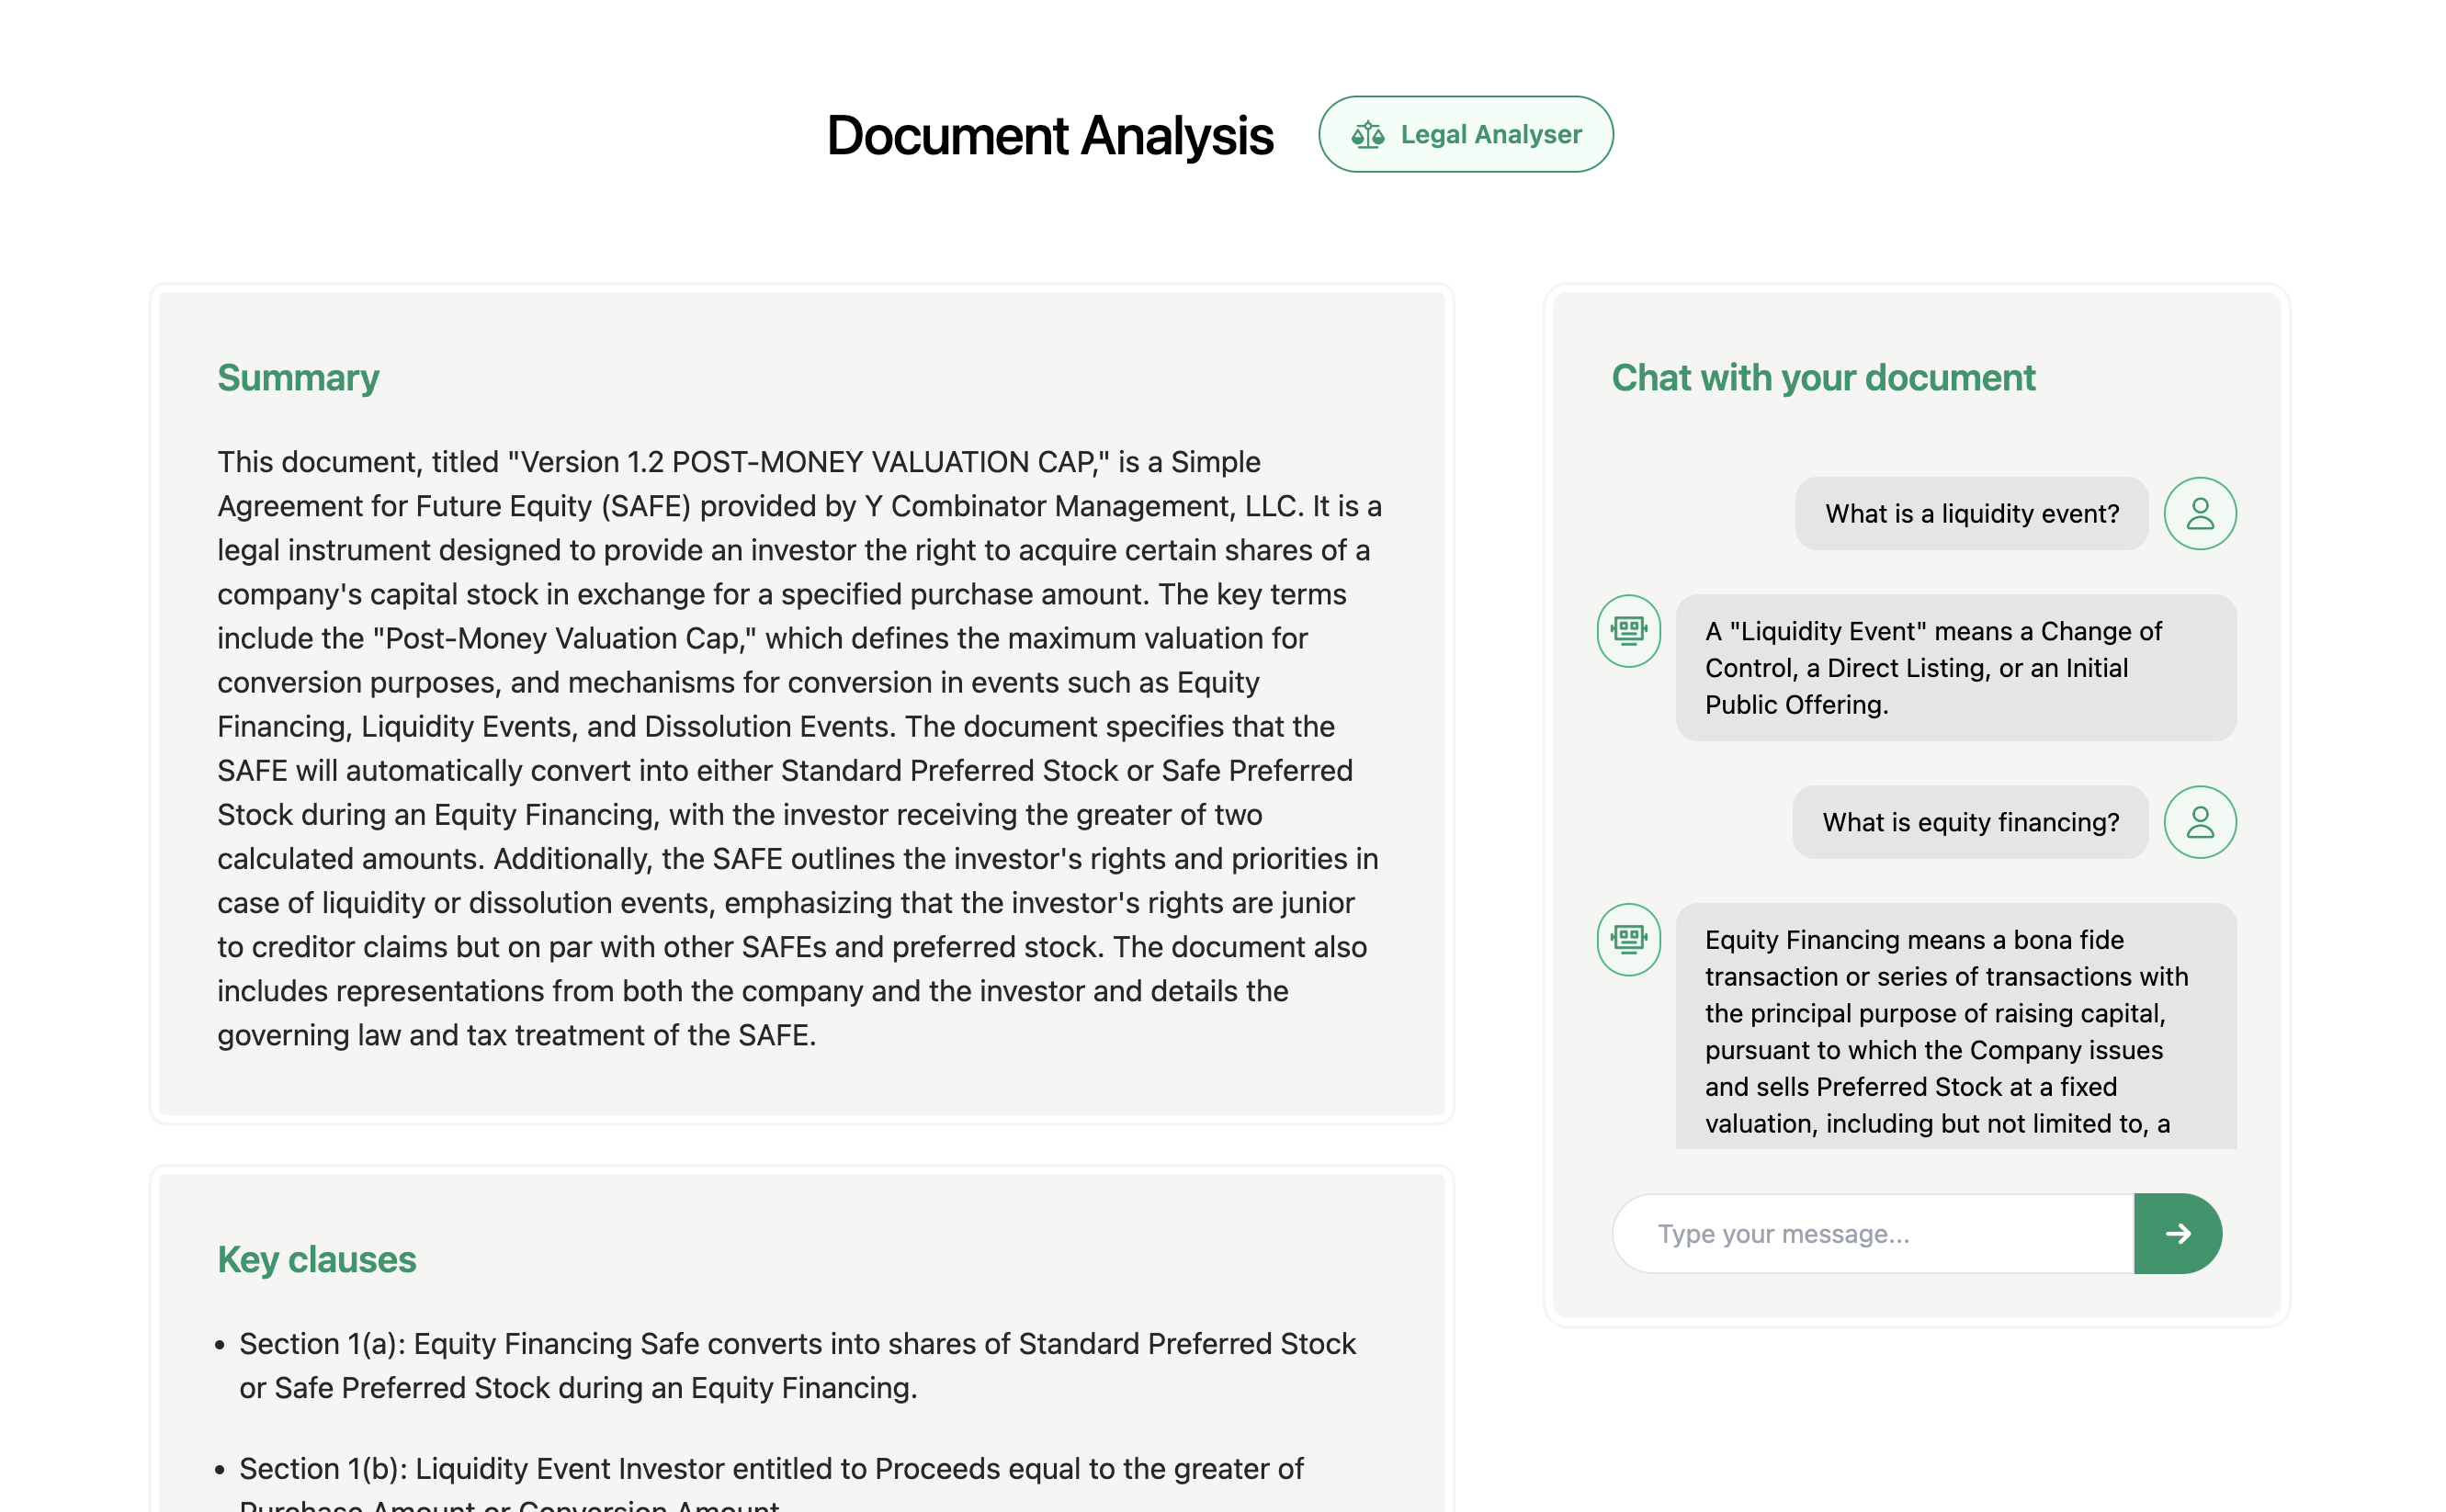 Document Analysis
Legal Analyser
Summary
This document, titled "Version 1.2 POST-MONEY VALUATION CAP," is a Simple
Agreement for Future Equity (SAFE) provided by Y Combinator Management, LLC. It is a
legal instrument designed to provide an investor the right to acquire certain shares of a
company's capital stock in exchange for a specified purchase amount. The key terms
include the "Post-Money Valuation Cap," which defines the maximum valuation for
conversion purposes, and mechanisms for conversion in events such as Equity
Financing, Liquidity Events, and Dissolution Events. The document specifies that the
SAFE will automatically convert into either Standard Preferred Stock or Safe Preferred
Stock during an Equity Financing, with the investor receiving the greater of two
calculated amounts. Additionally, the SAFE outlines the investor's rights and priorities in
case of liquidity or dissolution events, emphasizing that the investor's rights are junior
to creditor claims but on par with other SAFEs and preferred stock. The document also
includes representations from both the company and the investor and details the
governing law and tax treatment of the SAFE.
Key clauses
• Section 1(a): Equity Financing Safe converts into shares of Standard Preferred Stock
or Safe Preferred Stock during an Equity Financing.
• Section 1(b): Liquidity Event Investor entitled to Proceeds equal to the greater of
Purchase Amount or Conversion Amount
Chat with your document
What is a liquidity event?
A "Liquidity Event" means a Change of
Control, a Direct Listing, or an Initial
Public Offering.
What is equity financing?
Equity Financing means a bona fide
transaction or series of transactions with
the principal purpose of raising capital,
pursuant to which the Company issues
and sells Preferred Stock at a fixed
valuation, including but not limited to, a
Type your message...